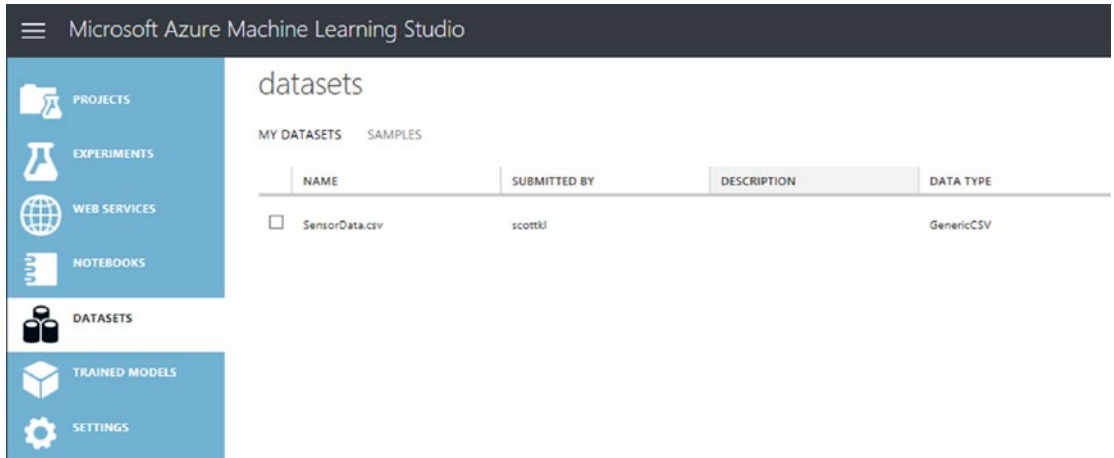 Microsoft Azure Machine Learning Studio
PROJECTS
EXPERIMENTS
WEB SERVICES
NOTEBOOKS
DATASETS
TRAINED MODELS
SETTINGS
datasets
MY DATASETS SAMPLES
NAME SUBMITTED BY DESCRIPTION DATA TYPE
SensorData.csv scottkl GenericCSV